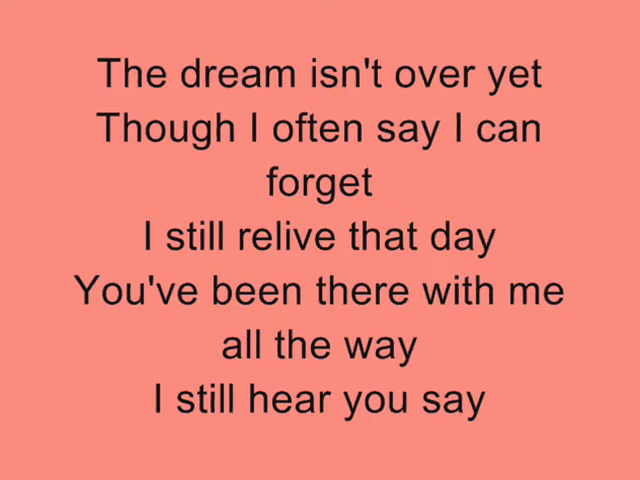 The dream isn't over yet
Though I often say I can
forget
I still relive that day
You've been there with me
all the way
I still hear you say